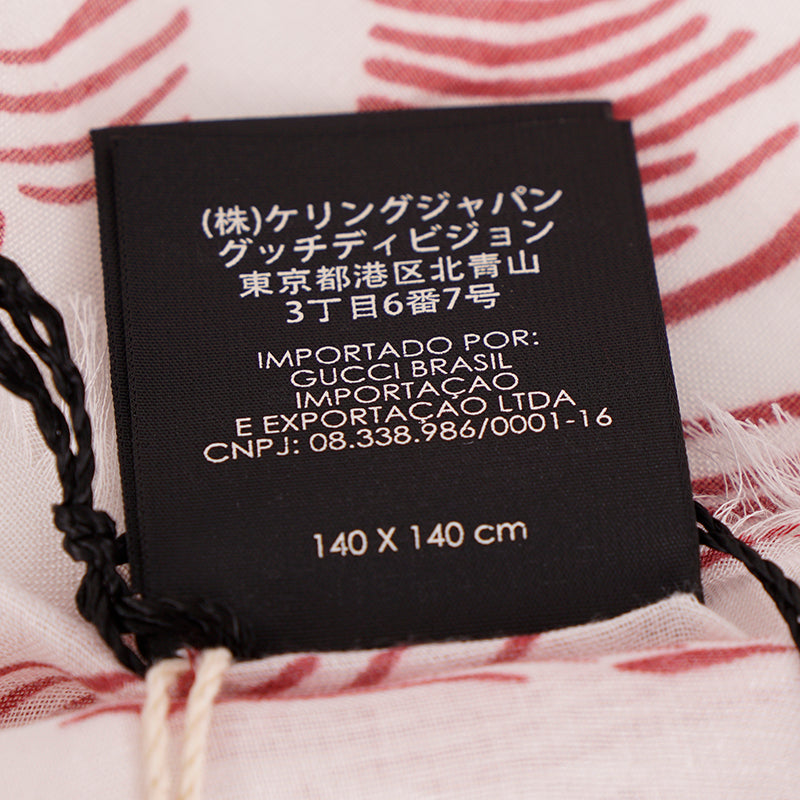 (株)ケリングジャパン
グッチディビジョン
東京都港区北青山
3丁目6番7号
IMPORTADO POR:
GUCCI BRASIL
IMPORTAÇAO
E EXPORTAÇAO LTDA
CNPJ: 08.338.986/0001-16
140 X 140 cm